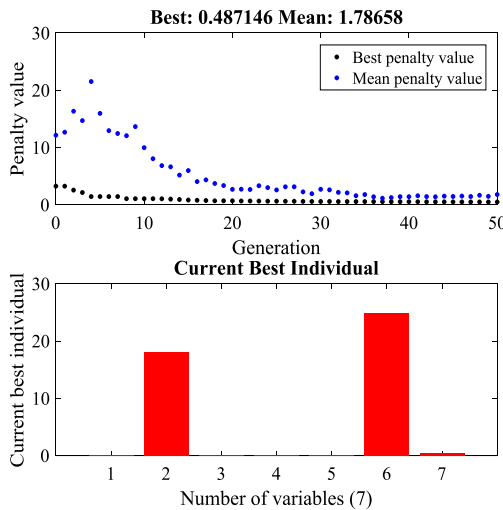 Best: 0.487146 Mean: 1.78658
30
20
10
0
Penalty value
Best penalty value
Mean penalty value
0 10 20 30 40 50
Generation
Current Best Individual
30
20
10
0
Current best individual
1 2 3 4 5 6 7
Number of variables (7)